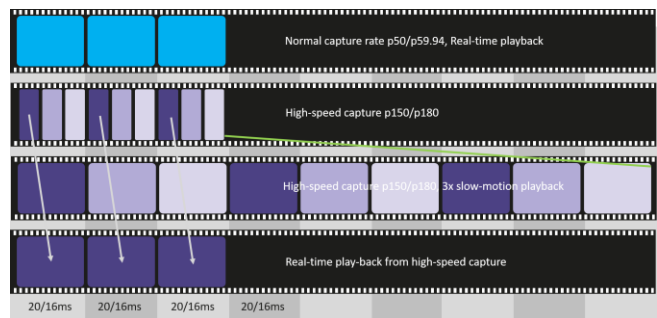 Normal capture rate p50/p59.94, Real-time playback
High-speed capture p150/p180
High-speed capture p150/p180, 3x slow-motion playback
Real-time play-back from high-speed capture
20/16ms 20/16ms 20/16ms 20/16ms